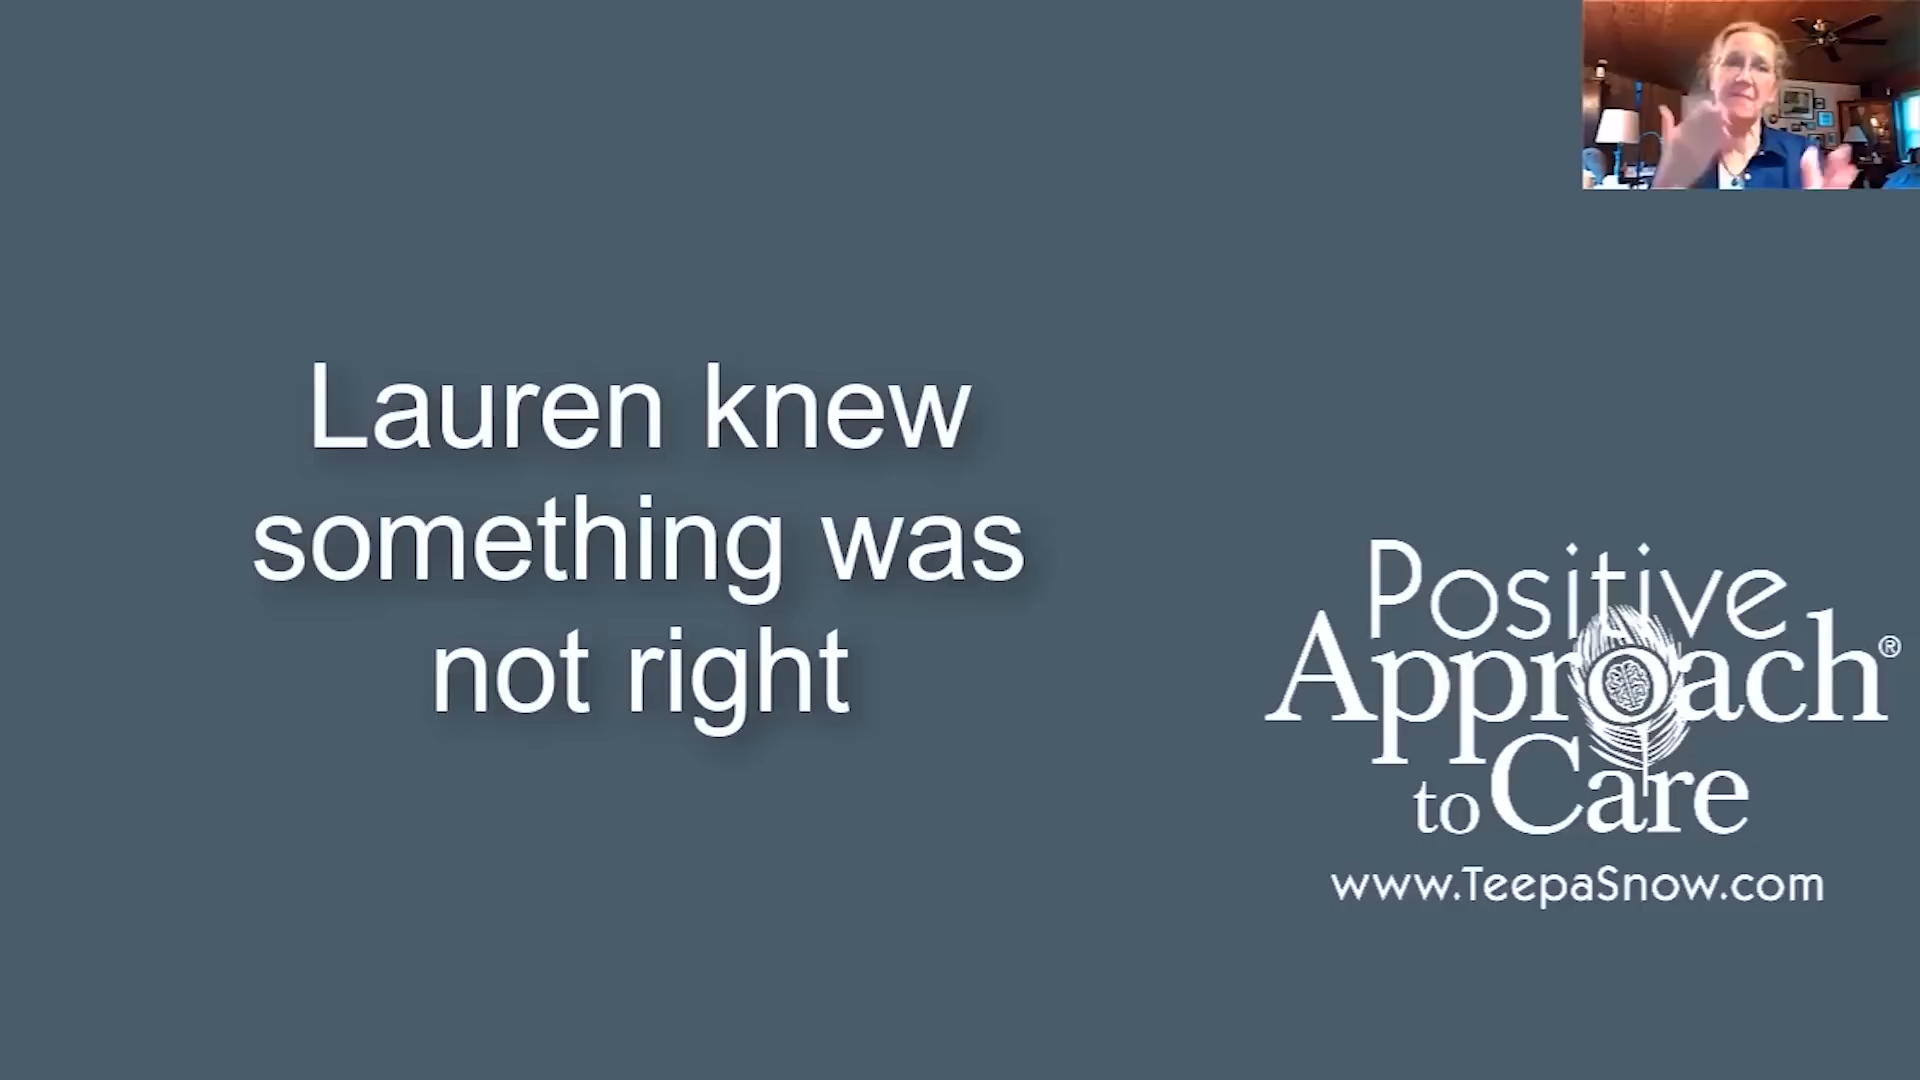 Lauren knew
something was
not right
Positive
Approach®
to Care
www.TeepaSnow.com